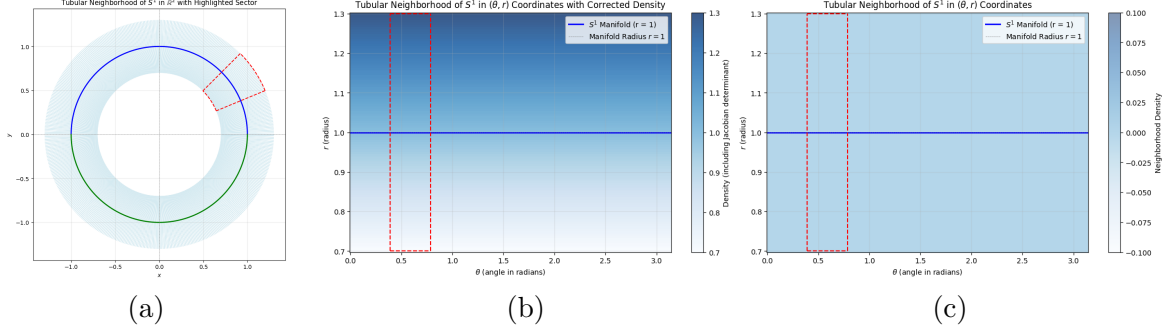 Tubular Neighborhood of S¹ in ℝ² with Highlighted Sector
1.0
0.5
0.0
−0.5
−1.0
y
−1.0 −0.5 0.0 0.5 1.0
x
(a)
Tubular Neighborhood of S¹ in (θ, r) Coordinates with Corrected Density
S¹ Manifold (r = 1)
Manifold Radius r = 1
1.3
1.2
1.1
1.0
0.9
0.8
0.7
r (radius)
0.0 0.5 1.0 1.5 2.0 2.5 3.0
θ (angle in radians)
1.3
1.2
1.1
1.0
0.9
0.8
0.7
Density (including Jacobian determinant)
(b)
Tubular Neighborhood of S¹ in (θ, r) Coordinates
S¹ Manifold (r = 1)
Manifold Radius r = 1
1.3
1.2
1.1
1.0
0.9
0.8
0.7
r (radius)
0.0 0.5 1.0 1.5 2.0 2.5 3.0
θ (angle in radians)
0.100
0.075
0.050
0.025
0.000
−0.025
−0.050
−0.075
−0.100
Neighborhood Density
(c)